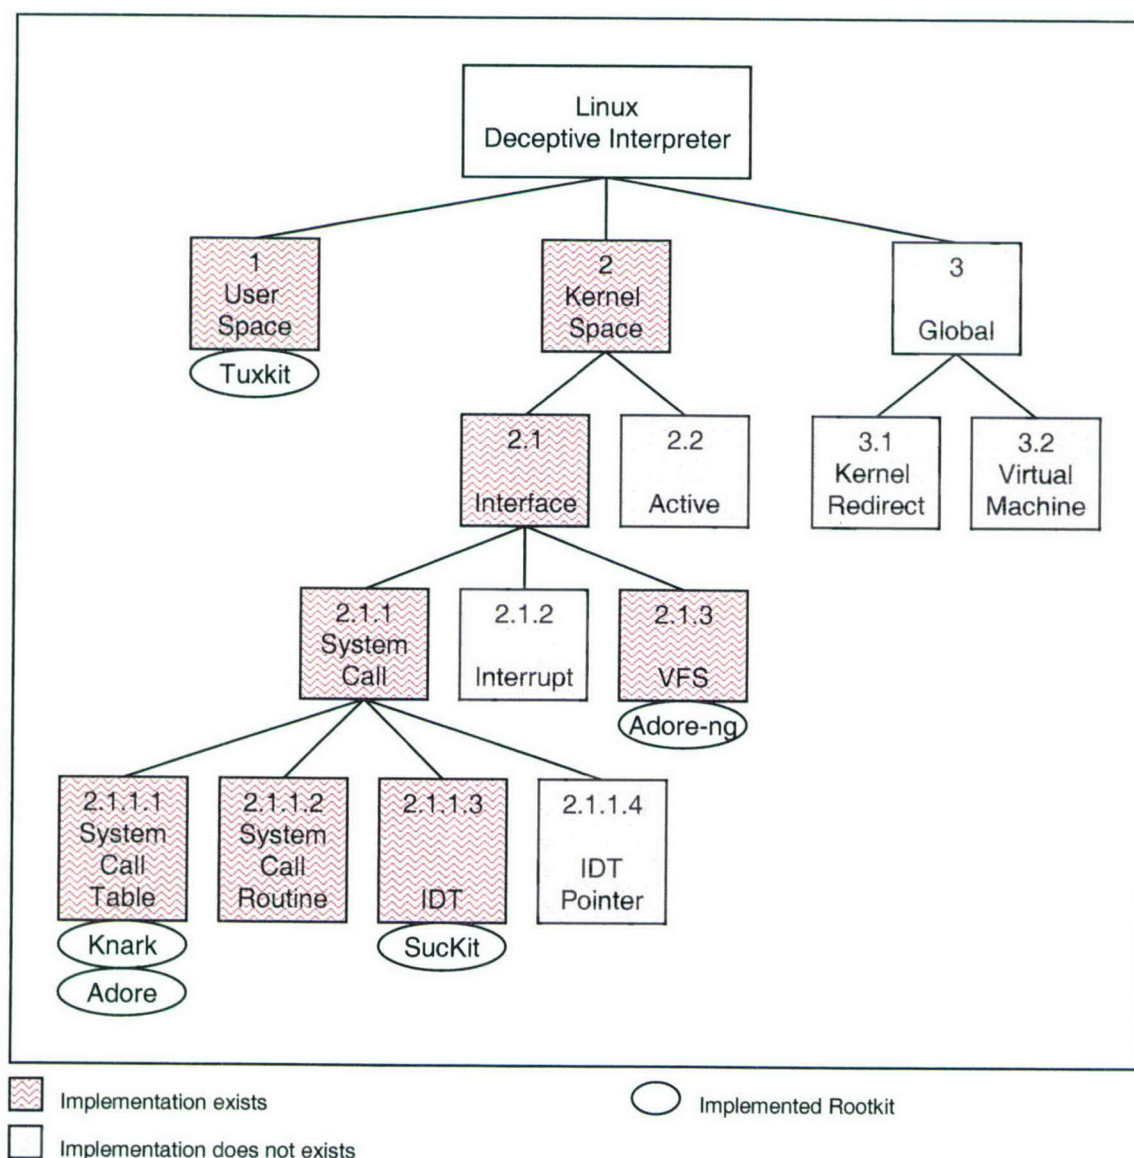 Linux
Deceptive Interpreter
1
User
Space
Tuxkit
2
Kernel
Space
3
Global
2.1
Interface
2.2
Active
3.1
Kernel
Redirect
3.2
Virtual
Machine
2.1.1
System
Call
2.1.2
Interrupt
2.1.3
VFS
Adore-ng
2.1.1.1
System
Call
Table
Knark
Adore
2.1.1.2
System
Call
Routine
2.1.1.3
IDT
SucKit
2.1.1.4
IDT
Pointer
Implementation exists
Implementation does not exists
Implemented Rootkit